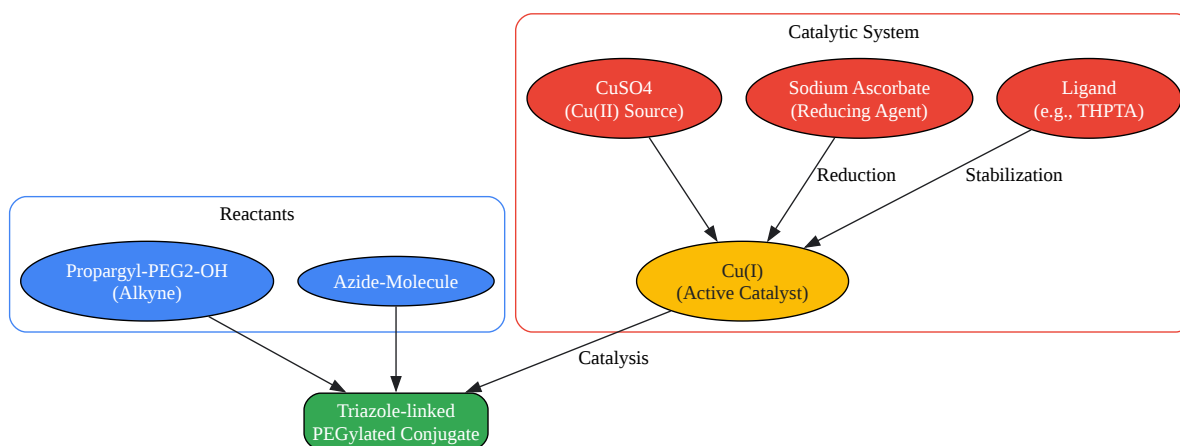 Catalytic System
CuSO4
(Cu(II) Source)
Sodium Ascorbate
(Reducing Agent)
Ligand
(e.g., THPTA)
Reduction
Stabilization
Reactants
Propargyl-PEG2-OH
(Alkyne)
Azide-Molecule
Cu(I)
(Active Catalyst)
Catalysis
Triazole-linked
PEGylated Conjugate